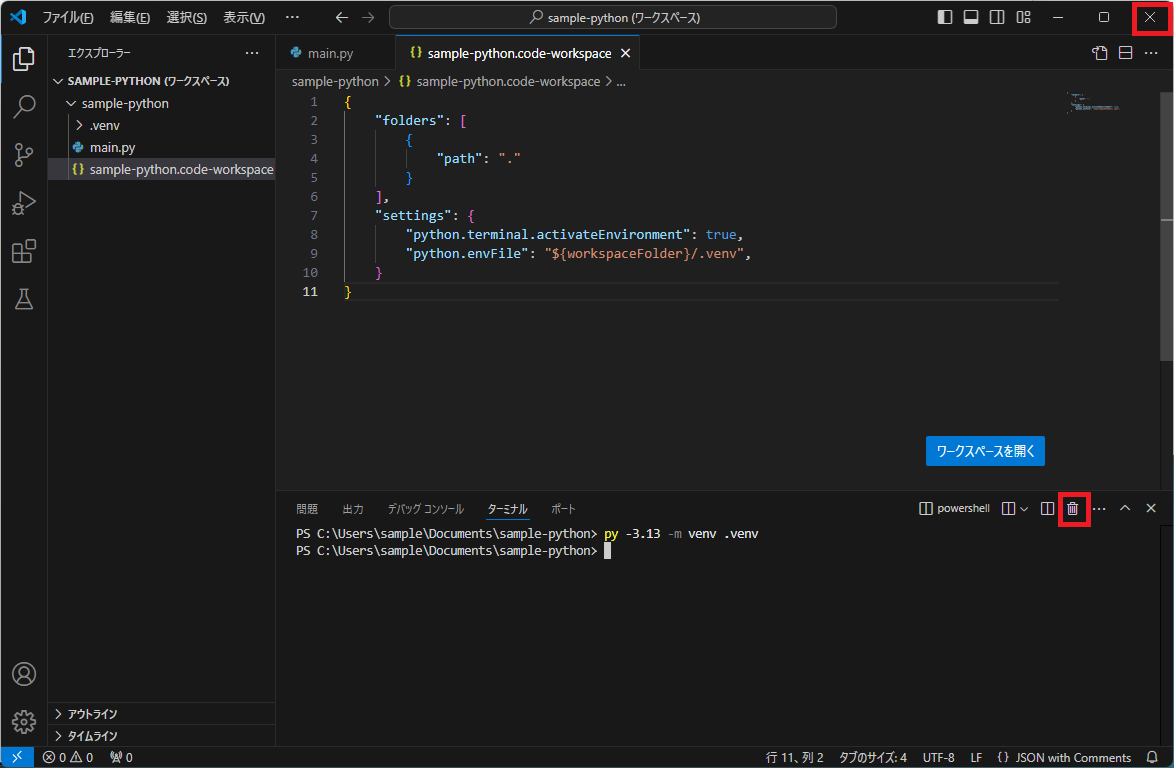 ファイル(F) 編集(E) 選択(S) 表示(V) ··· sample-python (ワークスペース)
エクスプローラー ···
SAMPLE-PYTHON (ワークスペース)
sample-python
.venv
main.py
sample-python.code-workspace
main.py sample-python.code-workspace
sample-python > sample-python.code-workspace > ...
1 {
2 "folders": [
3 {
4 "path": "."
5 }
6 ],
7 "settings": {
8 "python.terminal.activateEnvironment": true,
9 "python.envFile": "${workspaceFolder}/.venv",
10 }
11 }
ワークスペースを開く
問題 出力 デバッグ コンソール ターミナル ポート powershell
PS C:\Users\sample\Documents\sample-python> py -3.13 -m venv .venv
PS C:\Users\sample\Documents\sample-python>
アウトライン
タイムライン
0 0 0 行 11、列 2 タブのサイズ: 4 UTF-8 LF {} JSON with Comments